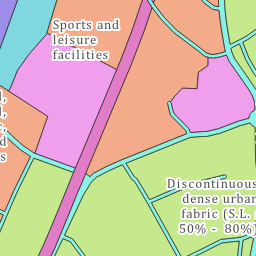 Sports and
leisure
facilities
Discontinuous
dense urban
fabric (S.L. :
50% - 80%)